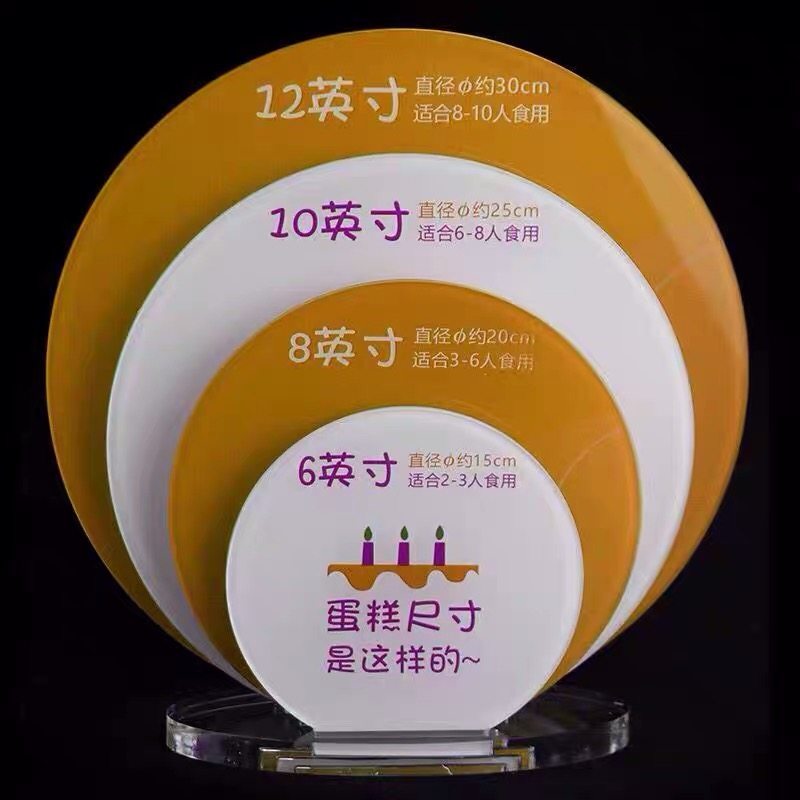 12英寸 直径φ约30cm
适合8-10人食用
10英寸 直径φ约25cm
适合6-8人食用
8英寸 直径φ约20cm
适合3-6人食用
6英寸 直径φ约15cm
适合2-3人食用
蛋糕尺寸
是这样的~